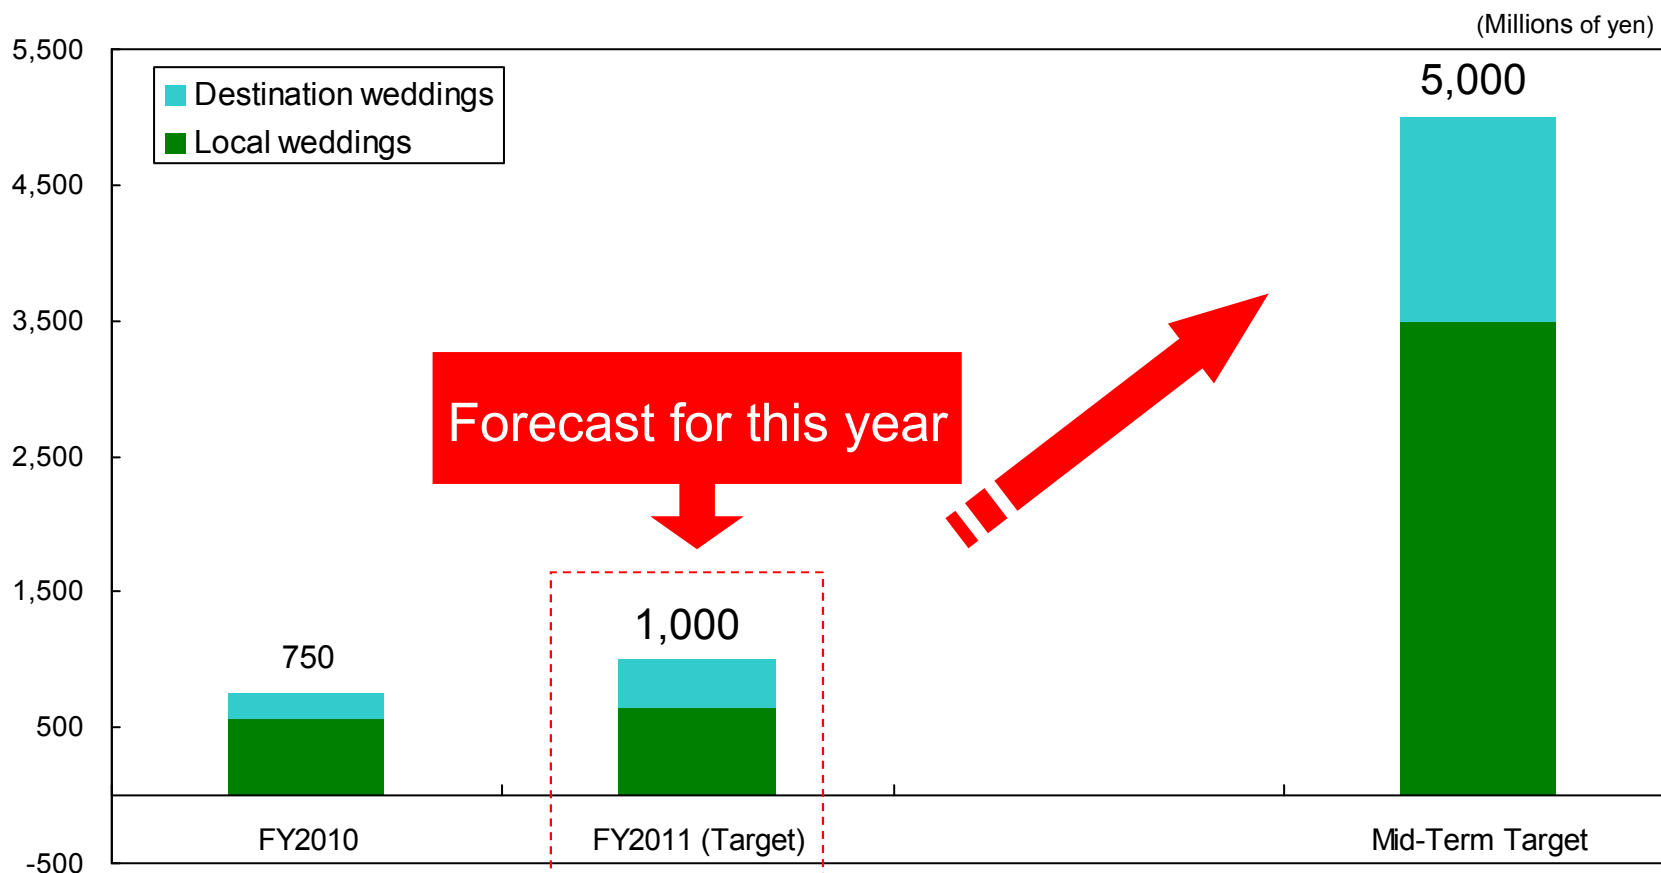 (Millions of yen)
5,500
4,500
3,500
2,500
1,500
500
-500
Destination weddings
Local weddings
5,000
Forecast for this year
1,000
750
FY2010
FY2011 (Target)
Mid-Term Target